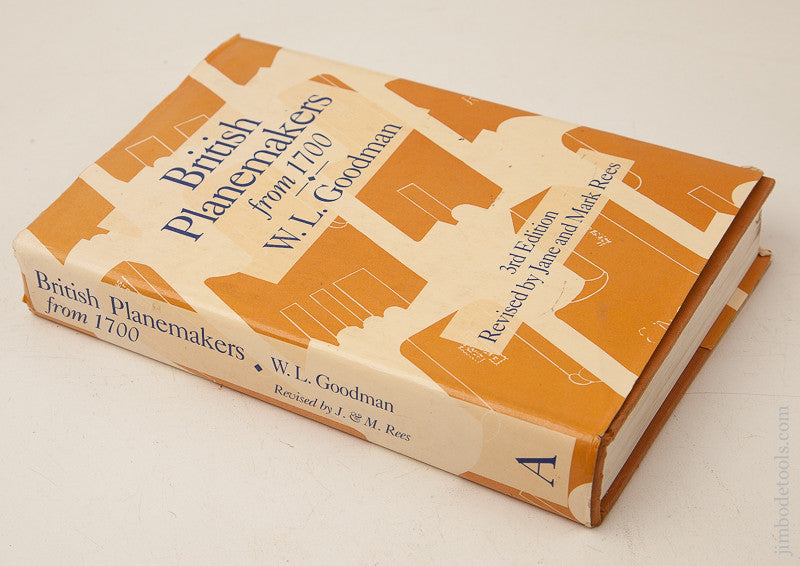 British
Planemakers
from 1700
W. L. Goodman
3rd Edition
Revised by Jane and Mark Rees
British Planemakers
from 1700
◆ W. L. Goodman
Revised by J. & M. Rees
A
jimbodetools.com